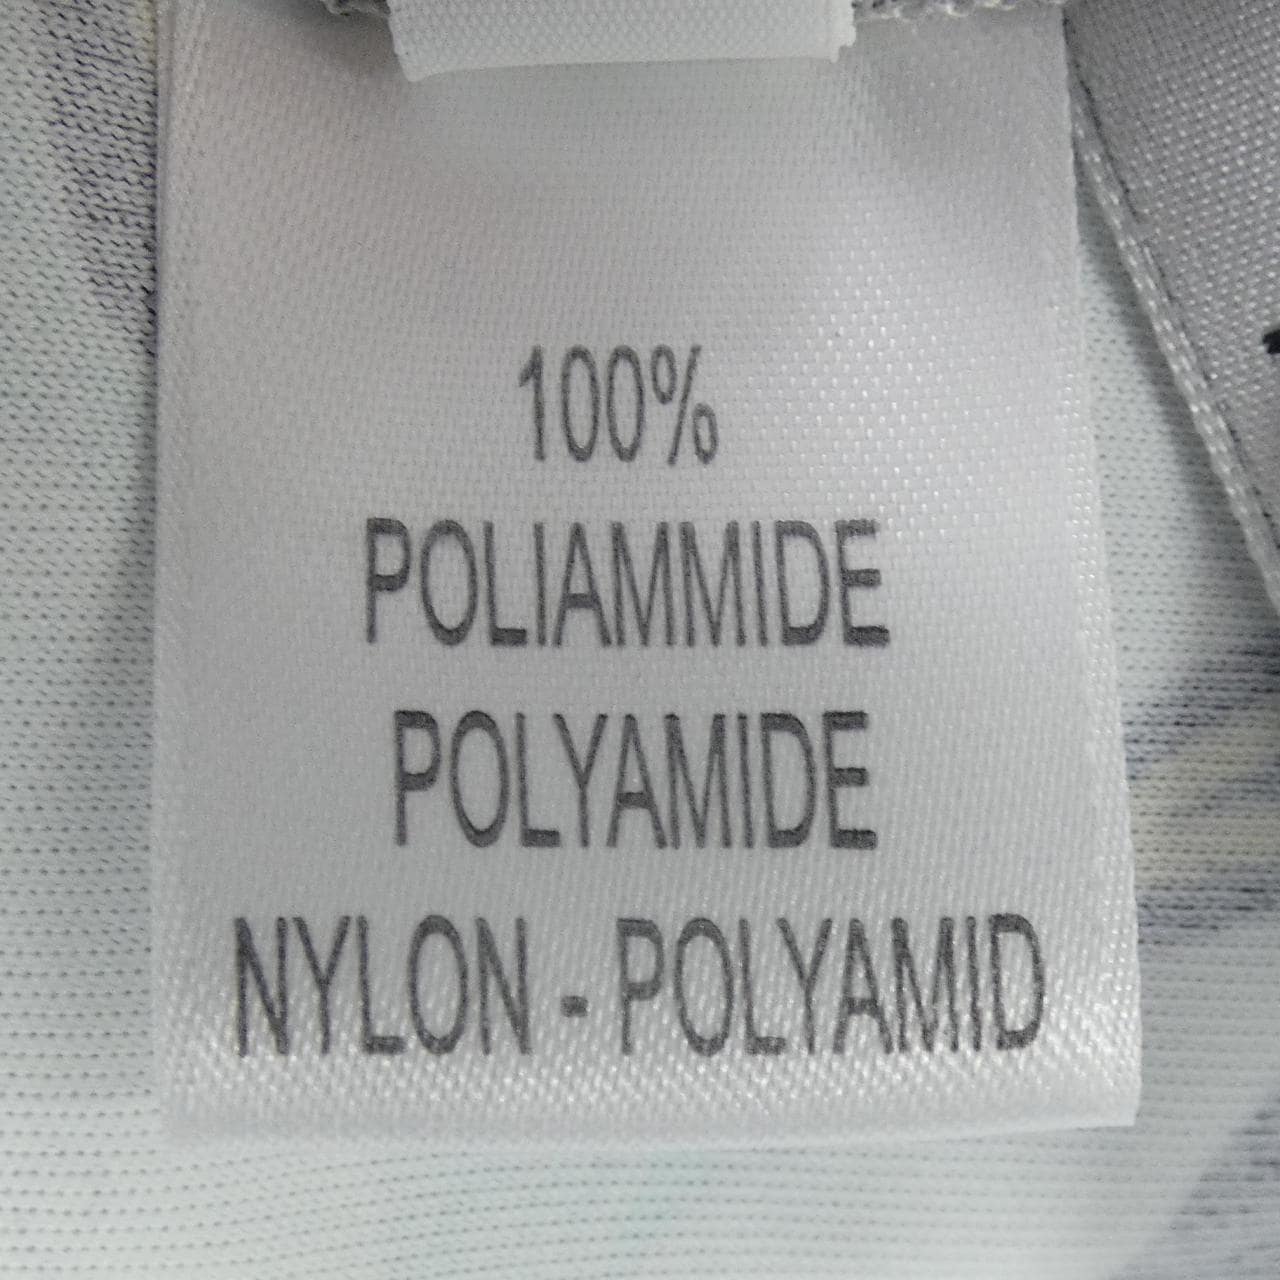 100%
POLIAMMIDE
POLYAMIDE
NYLON - POLYAMID